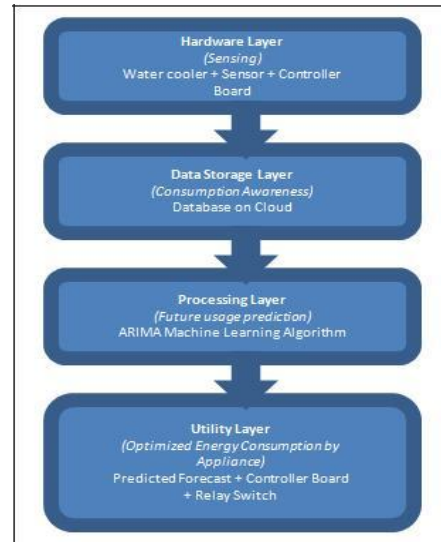 Hardware Layer
(Sensing)
Water cooler + Sensor + Controller
Board
Data Storage Layer
(Consumption Awareness)
Database on Cloud
Processing Layer
(Future usage prediction)
ARIMA Machine Learning Algorithm
Utility Layer
(Optimized Energy Consumption by
Appliance)
Predicted Forecast + Controller Board
+ Relay Switch